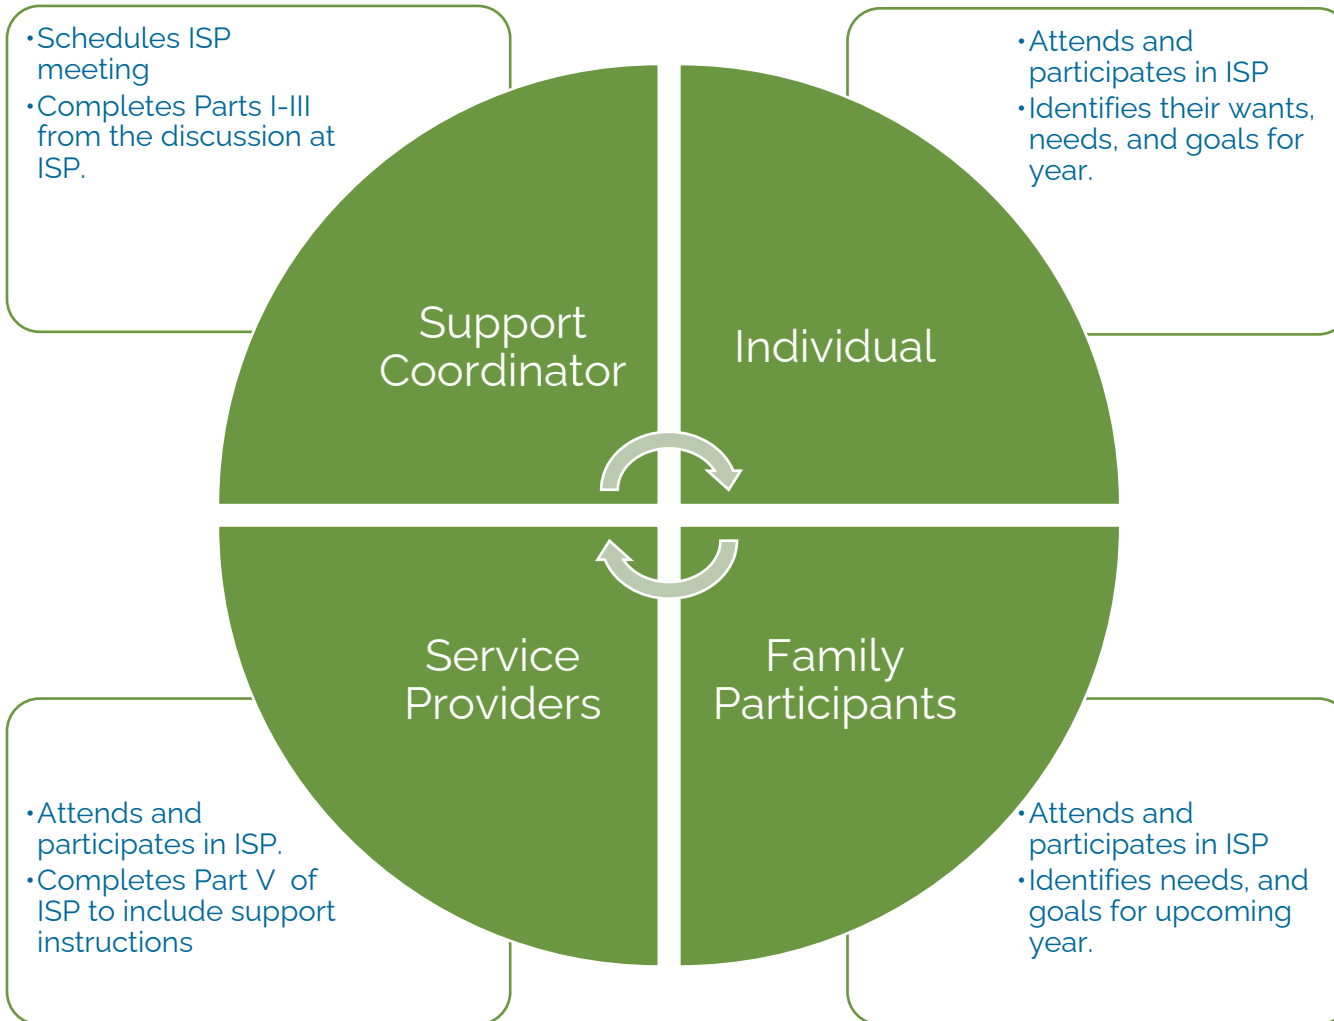 •Schedules ISP
meeting
•Completes Parts I-III
from the discussion at
ISP.
•Attends and
participates in ISP
•Identifies their wants,
needs, and goals for
year.
Support
Coordinator
Individual
Service
Providers
Family
Participants
•Attends and
participates in ISP.
•Completes Part V of
ISP to include support
instructions
•Attends and
participates in ISP
•Identifies needs, and
goals for upcoming
year.